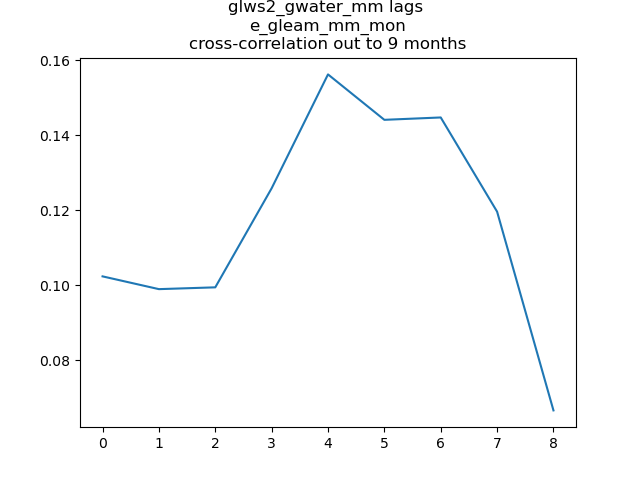 glws2_gwater_mm lags
e_gleam_mm_mon
cross-correlation out to 9 months
0.16
0.14
0.12
0.10
0.08
0 1 2 3 4 5 6 7 8